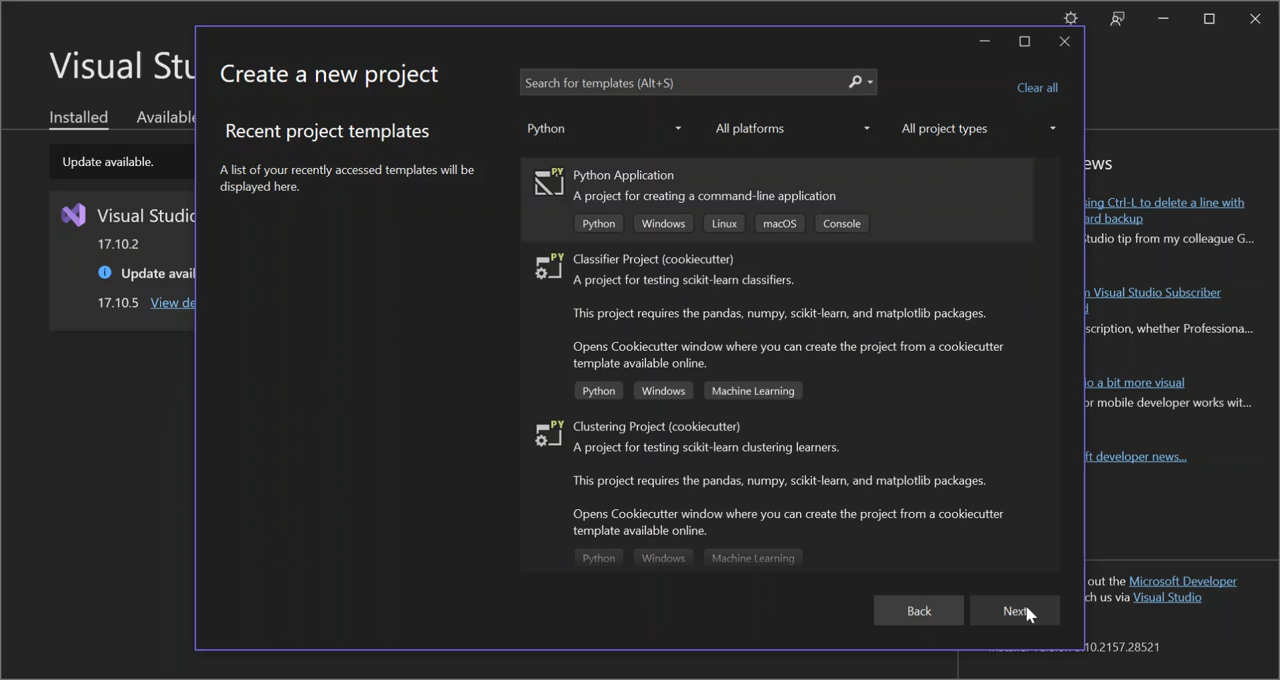 Visual Stu
Installed
Available
Update available.
Visual Studio
17.10.2
Update avail
17.10.5 View de
Create a new project
Recent project templates
A list of your recently accessed templates will be
displayed here.
Search for templates (Alt+S)
Clear all
Python
All platforms
All project types
PY
Python Application
A project for creating a command-line application
Python Windows Linux macOS Console
PY
Classifier Project (cookiecutter)
A project for testing scikit-learn classifiers.
This project requires the pandas, numpy, scikit-learn, and matplotlib packages.
Opens Cookiecutter window where you can create the project from a cookiecutter
template available online.
Python Windows Machine Learning
PY
Clustering Project (cookiecutter)
A project for testing scikit-learn clustering learners.
This project requires the pandas, numpy, scikit-learn, and matplotlib packages.
Opens Cookiecutter window where you can create the project from a cookiecutter
template available online.
Python Windows Machine Learning
Back
Next
ews
sing Ctrl-L to delete a line with
ard backup
Studio tip from my colleague G...
n Visual Studio Subscriber
scription, whether Professiona...
io a bit more visual
or mobile developer works wit...
ft developer news...
out the Microsoft Developer
ch us via Visual Studio
10.2157.28521